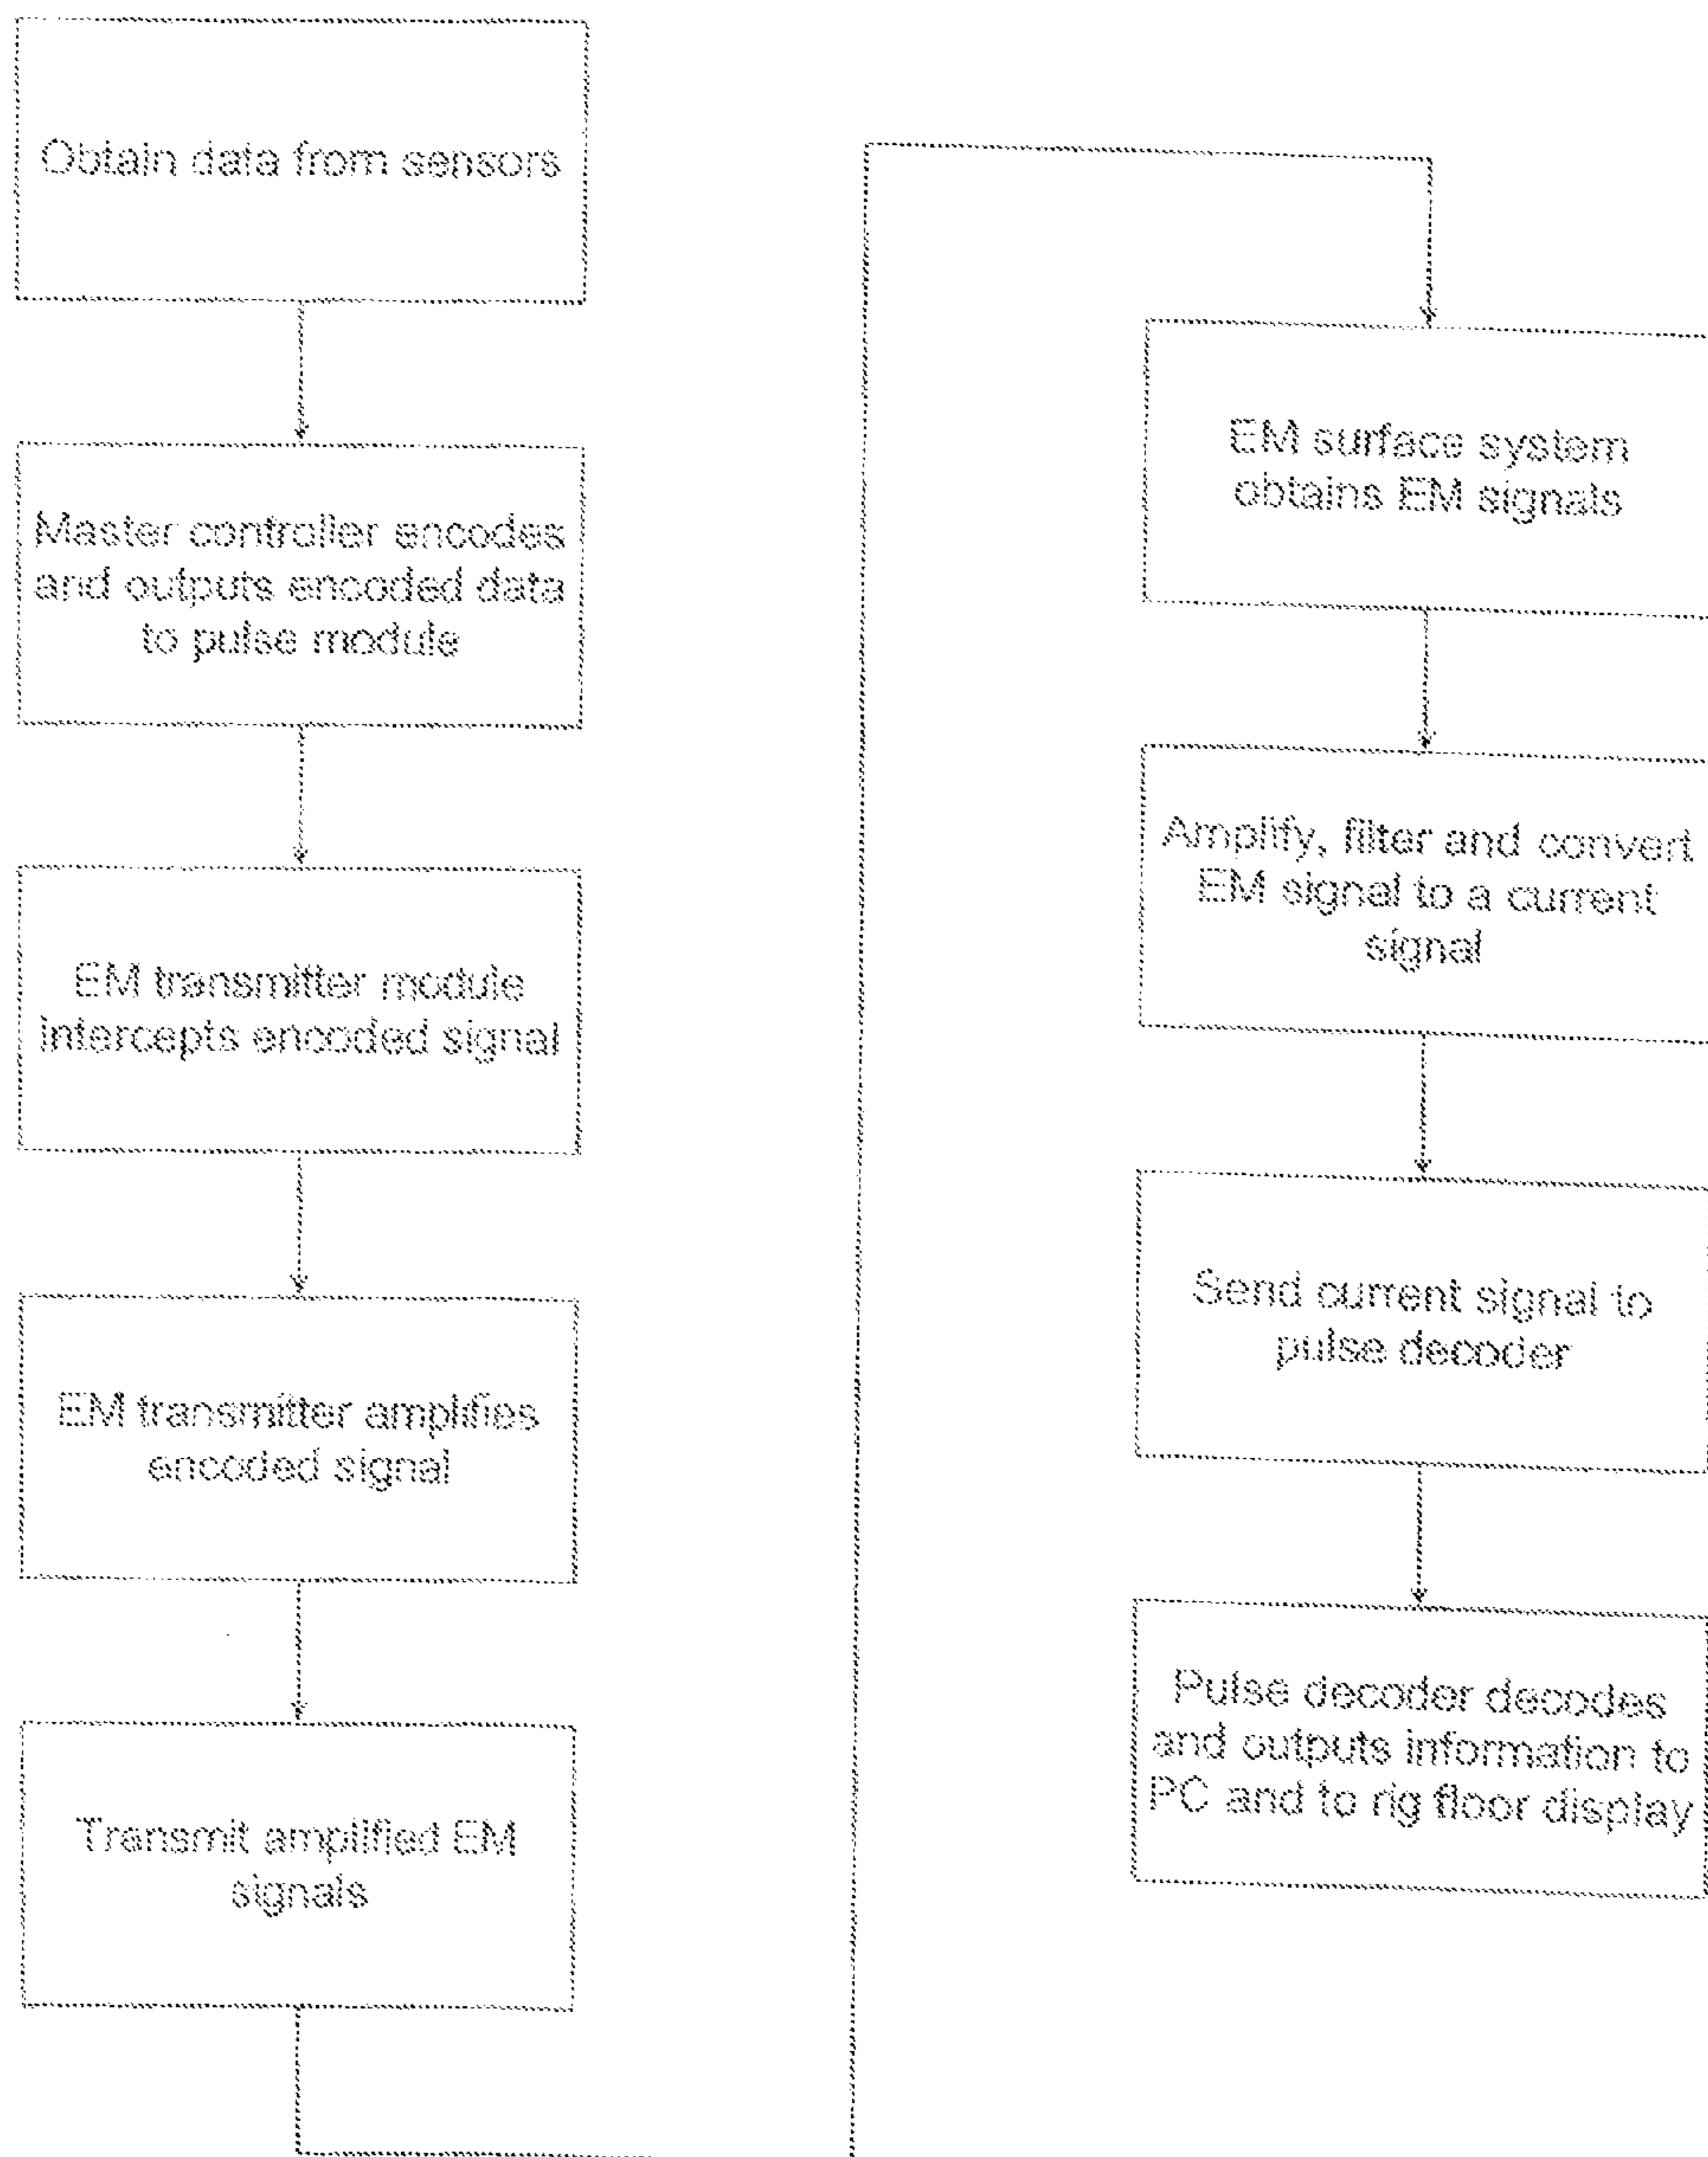 Obtain data from sensors
Master controller encodes
and outputs encoded data
to pulse module
EM transmitter module
intercepts encoded signal
EM transmitter amplifies
encoded signal
Transmit amplified EM
signals
EM surface system
obtains EM signals
Amplify, filter and convert
EM signal to a current
signal
Send current signal to
pulse decoder
Pulse decoder decodes
and outputs information to
PC and to rig floor display